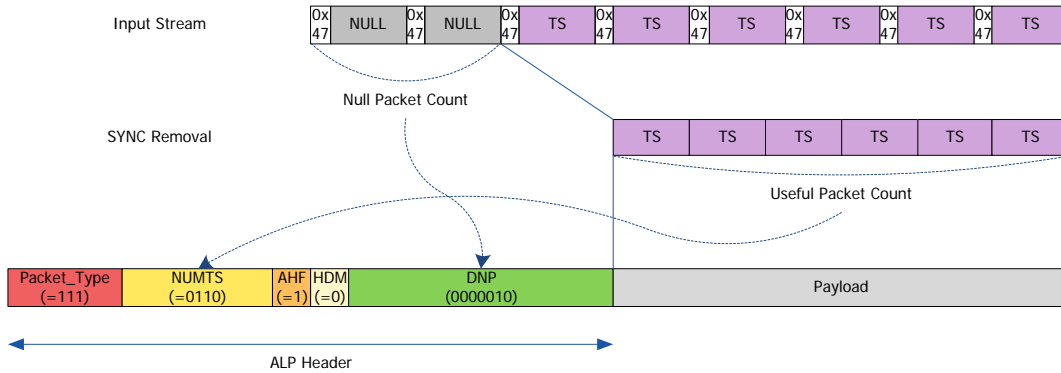 Input Stream
0x 47 NULL 0x 47 NULL 0x 47 TS 0x 47 TS 0x 47 TS 0x 47 TS 0x 47 TS 0x 47 TS
Null Packet Count
SYNC Removal
TS TS TS TS TS TS
Useful Packet Count
Packet_Type NUMTS AHF HDM DNP Payload
(=111) (=0110) (=1) (=0) (0000010)
ALP Header